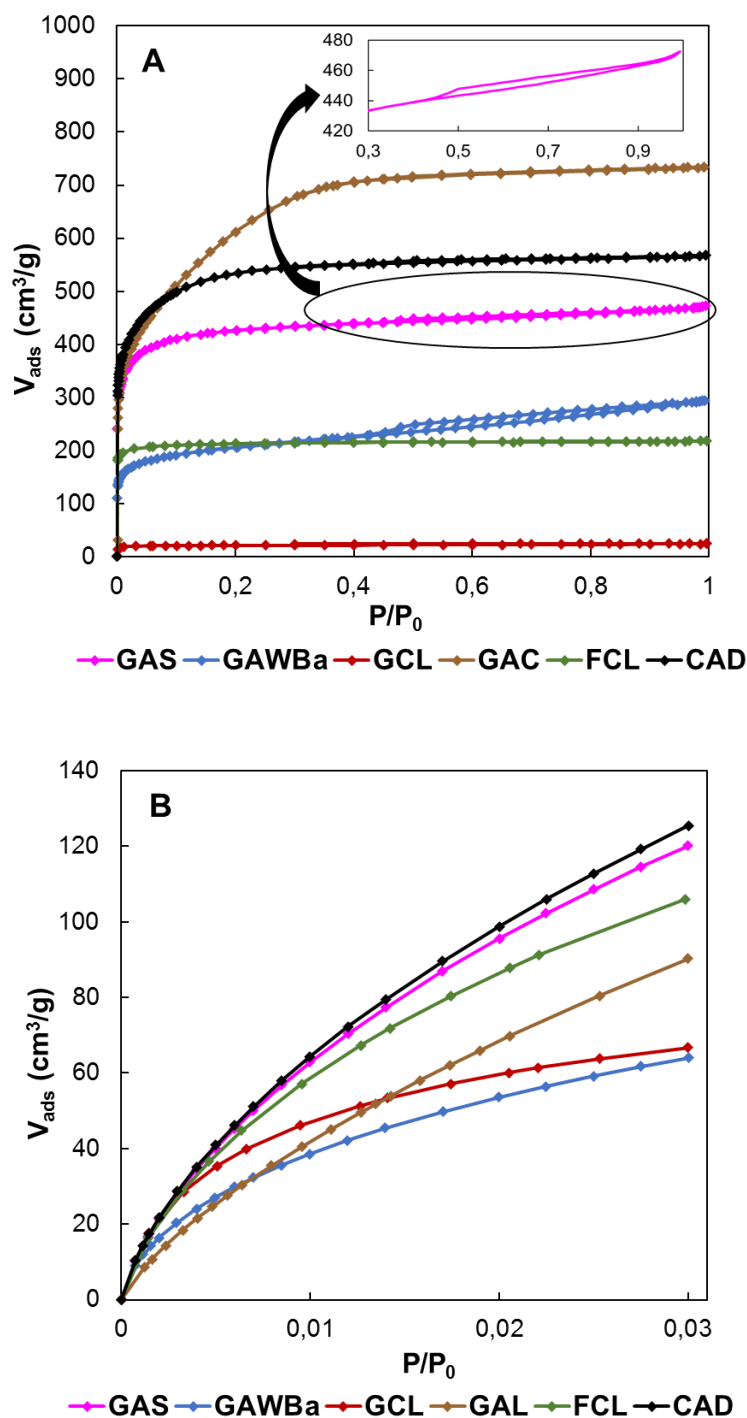 A
1000
900
800
700
600
500
400
300
200
100
0
V_ads (cm³/g)
480
460
440
420
0,3 0,5 0,7 0,9
0 0,2 0,4 0,6 0,8 1
P/P₀
GAS GAWBa GCL GAC FCL CAD
B
140
120
100
80
60
40
20
0
V_ads (cm³/g)
0 0,01 0,02 0,03
P/P₀
GAS GAWBa GCL GAL FCL CAD